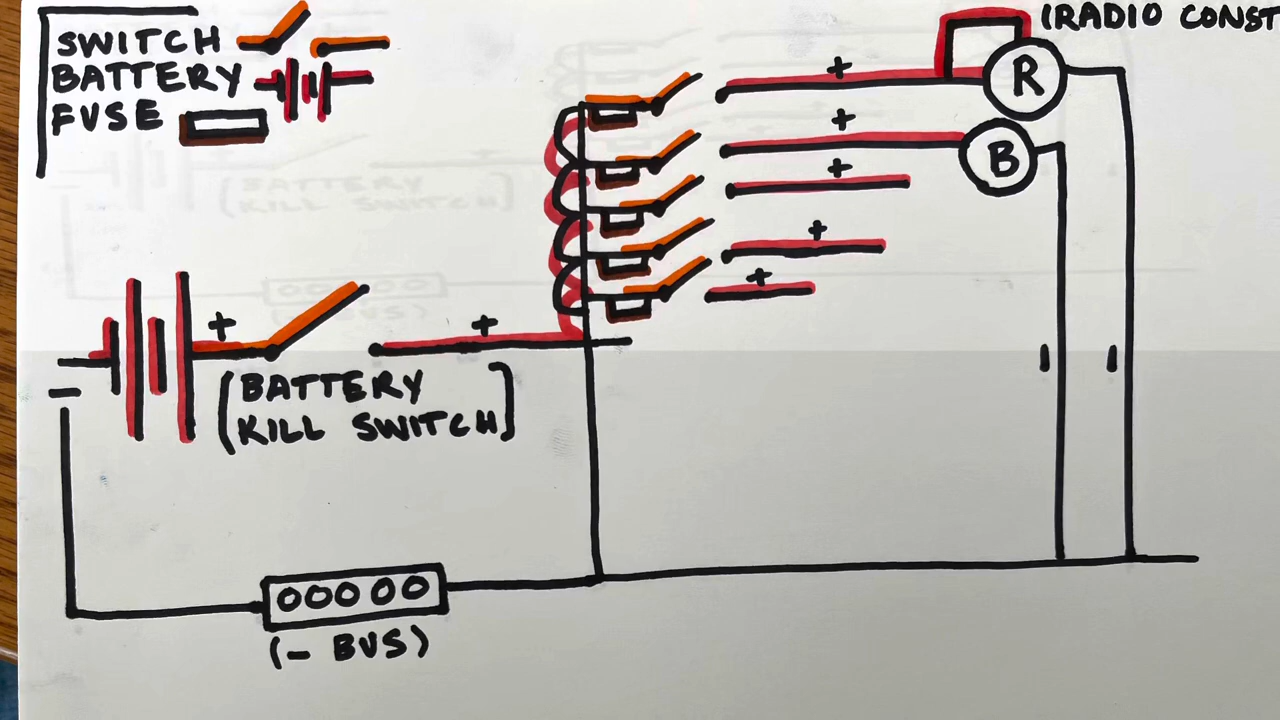 SWITCH
BATTERY
FUSE
(RADIO CONST
R
+
+
B
+
+
+
+
+
(BATTERY
KILL SWITCH)
00000
(- BUS)